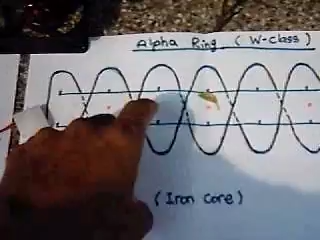 Alpha Ring ( W-Class )
( Iron Core )